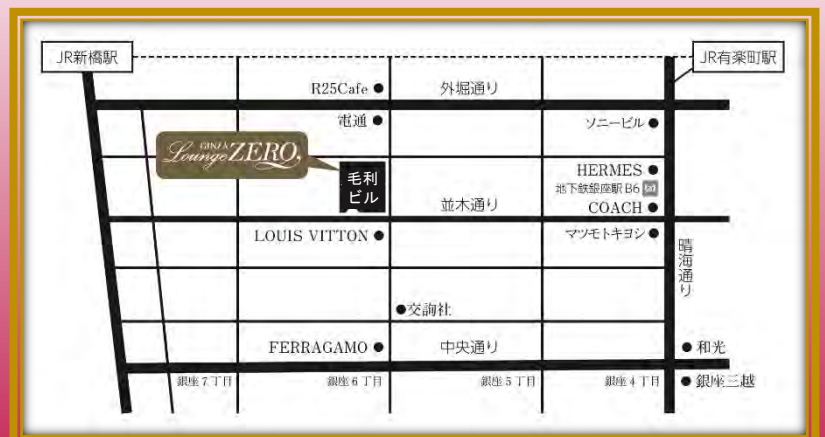 JR新橋駅
JR有楽町駅
R25Cafe
外堀通り
電通
ソニービル
GINZA
Lounge ZERO,
毛利
ビル
HERMES
地下鉄銀座駅 B6
並木通り
COACH
LOUIS VITTON
マツモトキヨシ
晴海通り
交詢社
FERRAGAMO
中央通り
和光
銀座 7 丁目
銀座 6 丁目
銀座 5 丁目
銀座 4 丁目
銀座三越